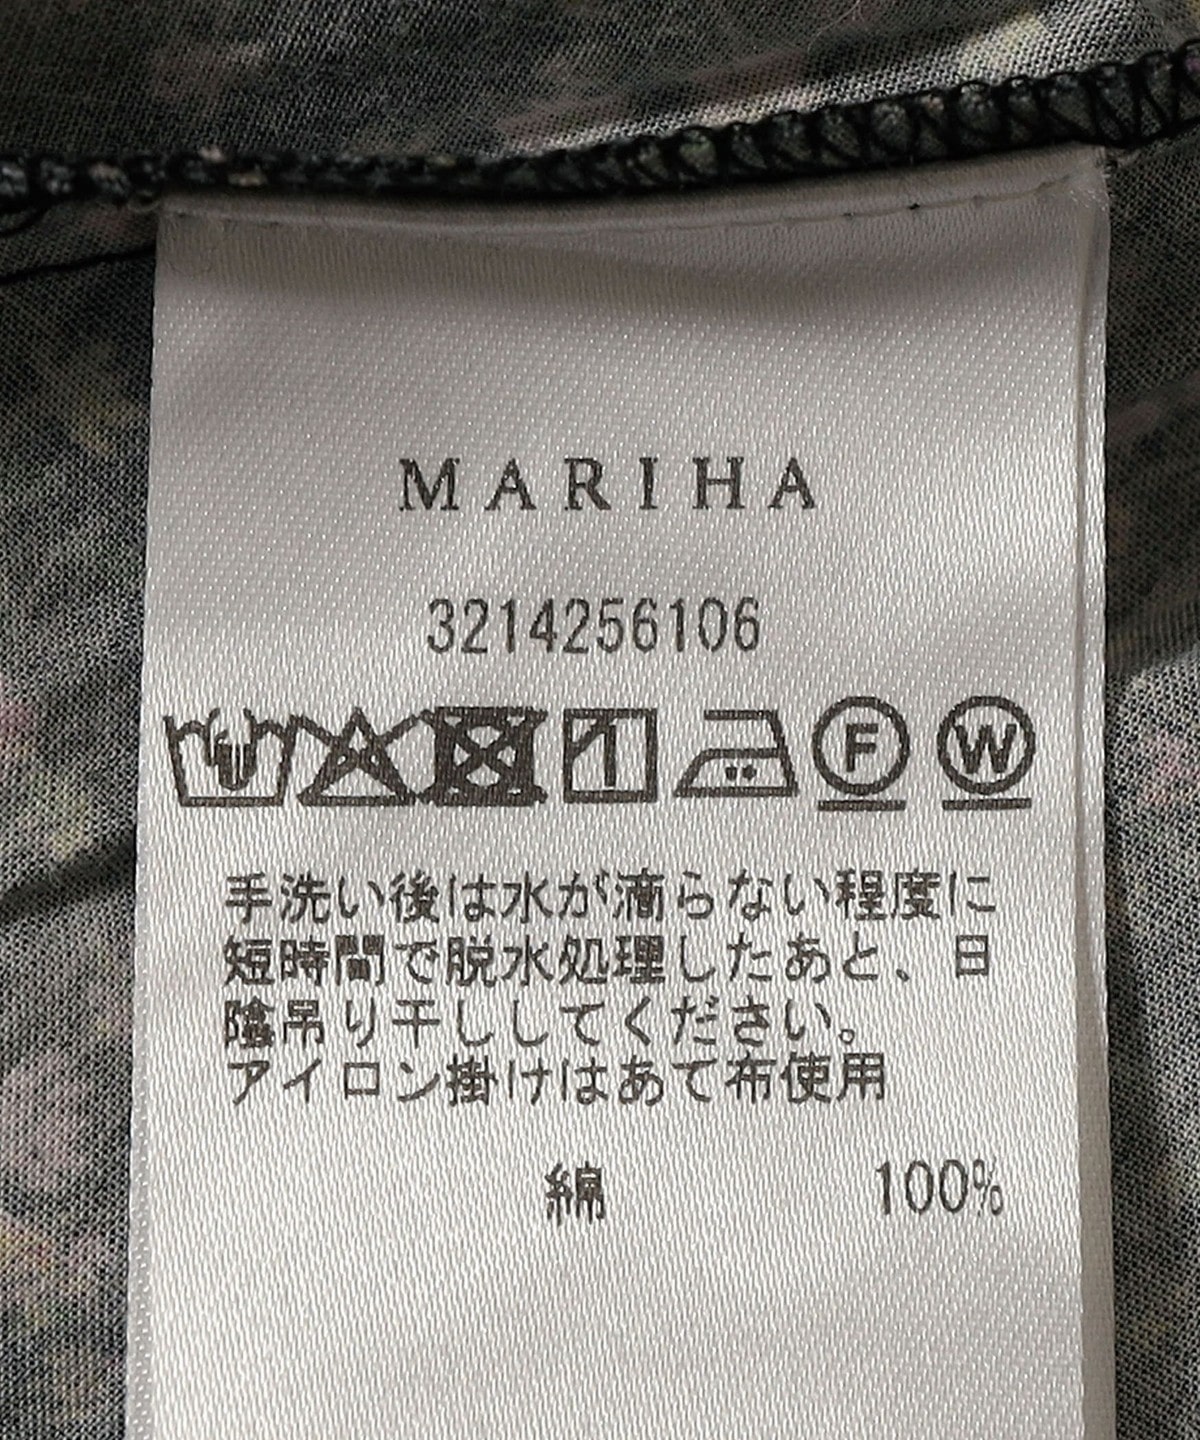 MARIHA
3214256106
F W
手洗い後は水が滴らない程度に
短時間で脱水処理したあと、日
陰吊り干ししてください。
アイロン掛けはあて布使用
綿 100%